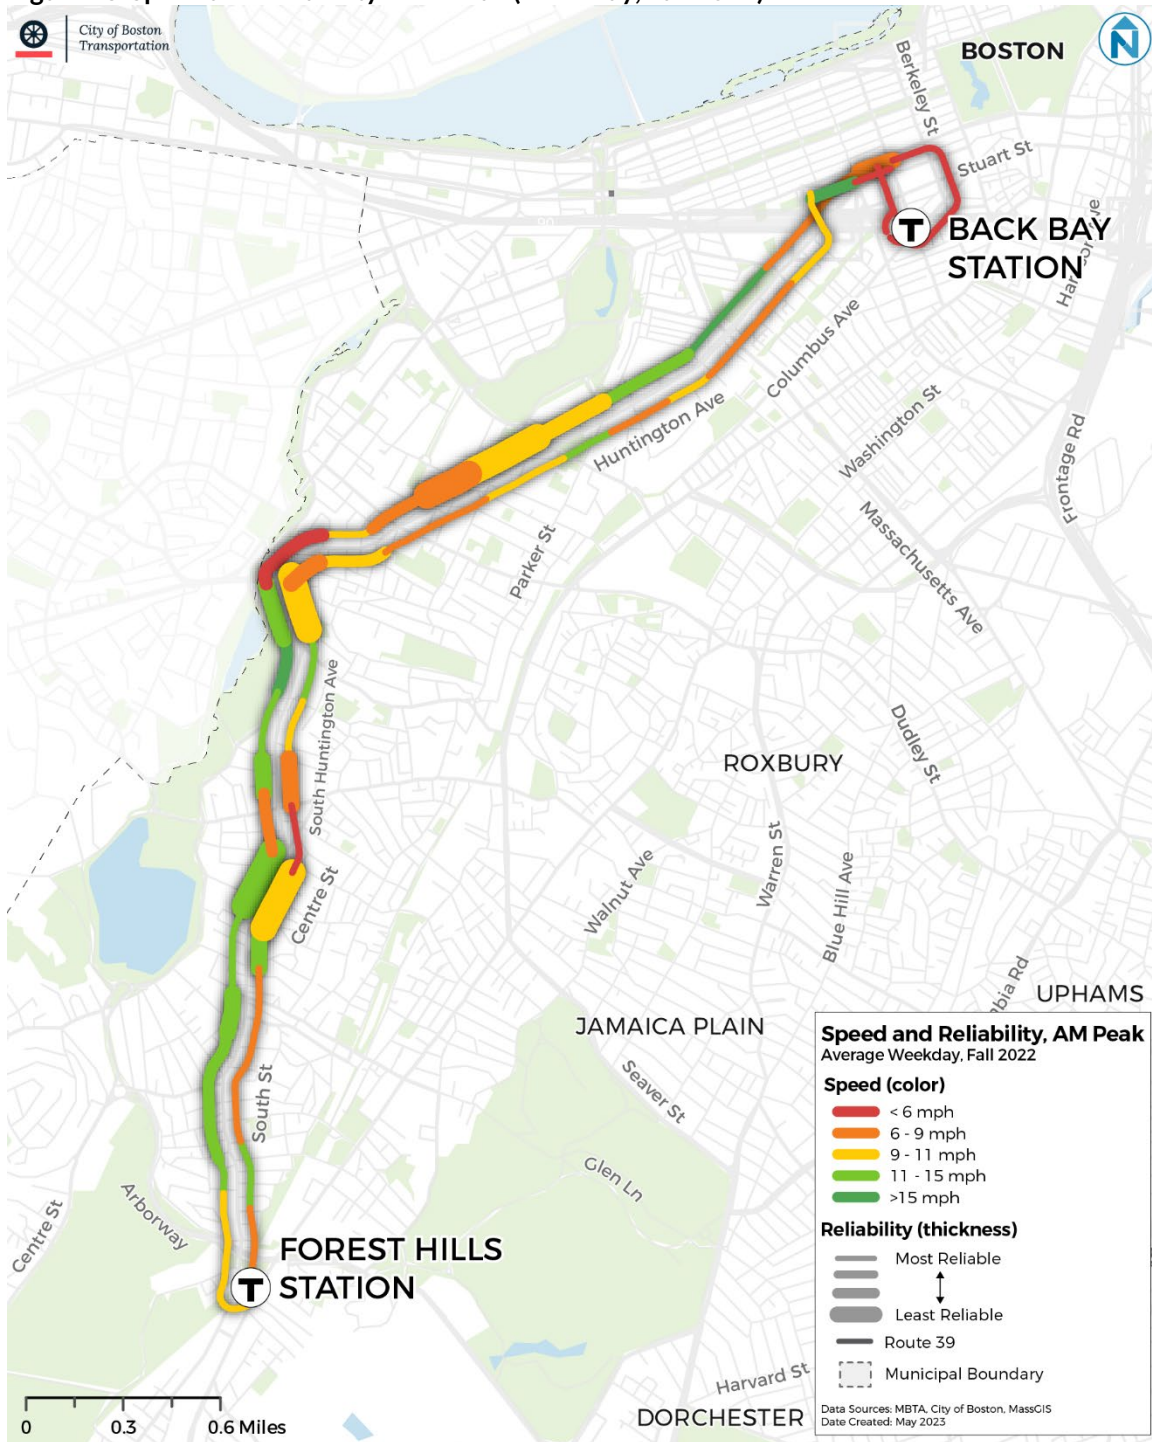 City of Boston
Transportation
BOSTON
N
Berkeley St
Stuart St
90
T
BACK BAY
STATION
Columbus Ave
Huntington Ave
Washington St
Frontage Rd
Massachusetts Ave
Parker St
South Huntington Ave
Dudley St
ROXBURY
Warren St
Walnut Ave
Blue Hill Ave
Centre St
UPHAMS
JAMAICA PLAIN
Seaver St
South St
Glen Ln
Arborway
Centre St
FOREST HILLS
STATION
T
Harvard St
DORCHESTER
0
0.3
0.6 Miles
Speed and Reliability, AM Peak
Average Weekday, Fall 2022
Speed (color)
< 6 mph
6 - 9 mph
9 - 11 mph
11 - 15 mph
>15 mph
Reliability (thickness)
Most Reliable
Least Reliable
Route 39
Municipal Boundary
Data Sources: MBTA, City of Boston, MassGIS
Date Created: May 2023